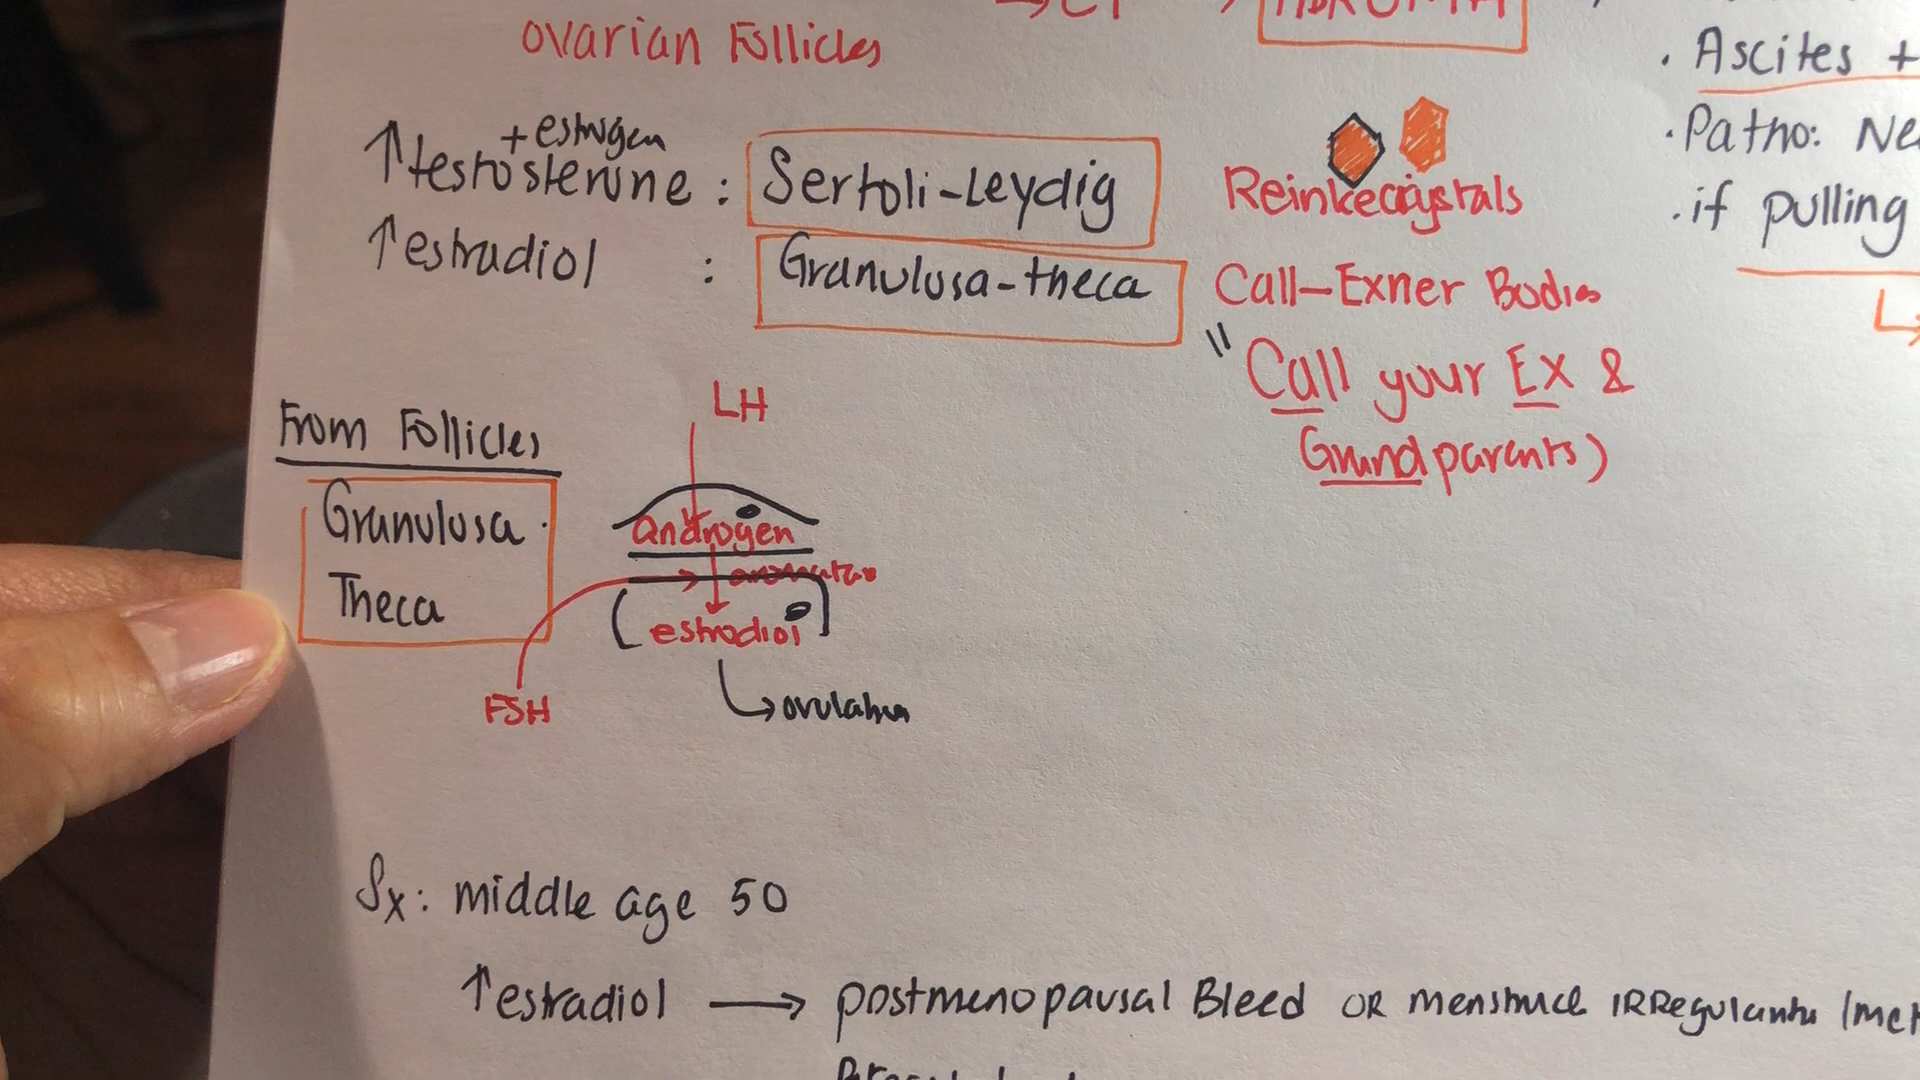 ovarian Follicles
+ estrogen
↑ testosterone : Sertoli-Leydig
Reinke crystals
↑ estradiol : Granulosa-theca
Call-Exner Bodies
"Call your Ex &
Grandparents)
. Ascites +
. Patho:
. if pulling
From Follicles
Granulosa
Theca
LH
Androgen
estradiol
FSH
ovulation
Sx: middle age 50
↑ estradiol → postmenopausal Bleed OR menstrual IRRegularity